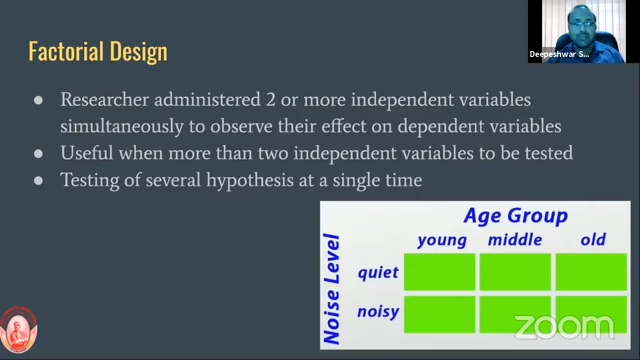 Factorial Design
Deepeshwar S...
● Researcher administered 2 or more independent variables
simultaneously to observe their effect on dependent variables
● Useful when more than two independent variables to be tested
● Testing of several hypothesis at a single time
Age Group
young middle old
Noise Level
quiet
noisy
zoom